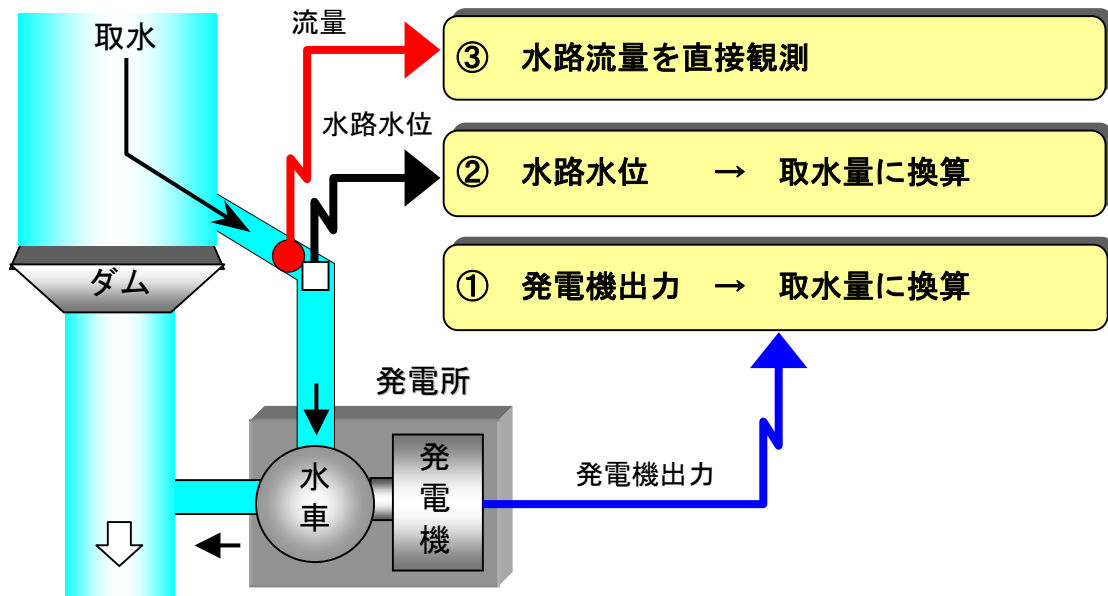 流量
取水
③ 水路流量を直接観測
水路水位
② 水路水位 → 取水量に換算
ダム
① 発電機出力 → 取水量に換算
発電所
水車
発電機
発電機出力